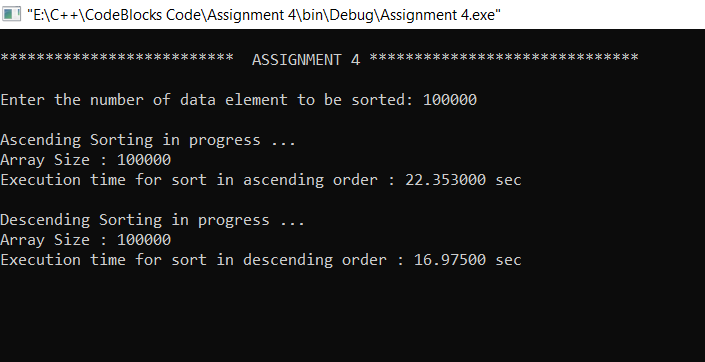 "E:\C++\CodeBlocks Code\Assignment 4\bin\Debug\Assignment 4.exe"
************************** ASSIGNMENT 4 ******************************
Enter the number of data element to be sorted: 100000
Ascending Sorting in progress ...
Array Size : 100000
Execution time for sort in ascending order : 22.353000 sec
Descending Sorting in progress ...
Array Size : 100000
Execution time for sort in descending order : 16.97500 sec